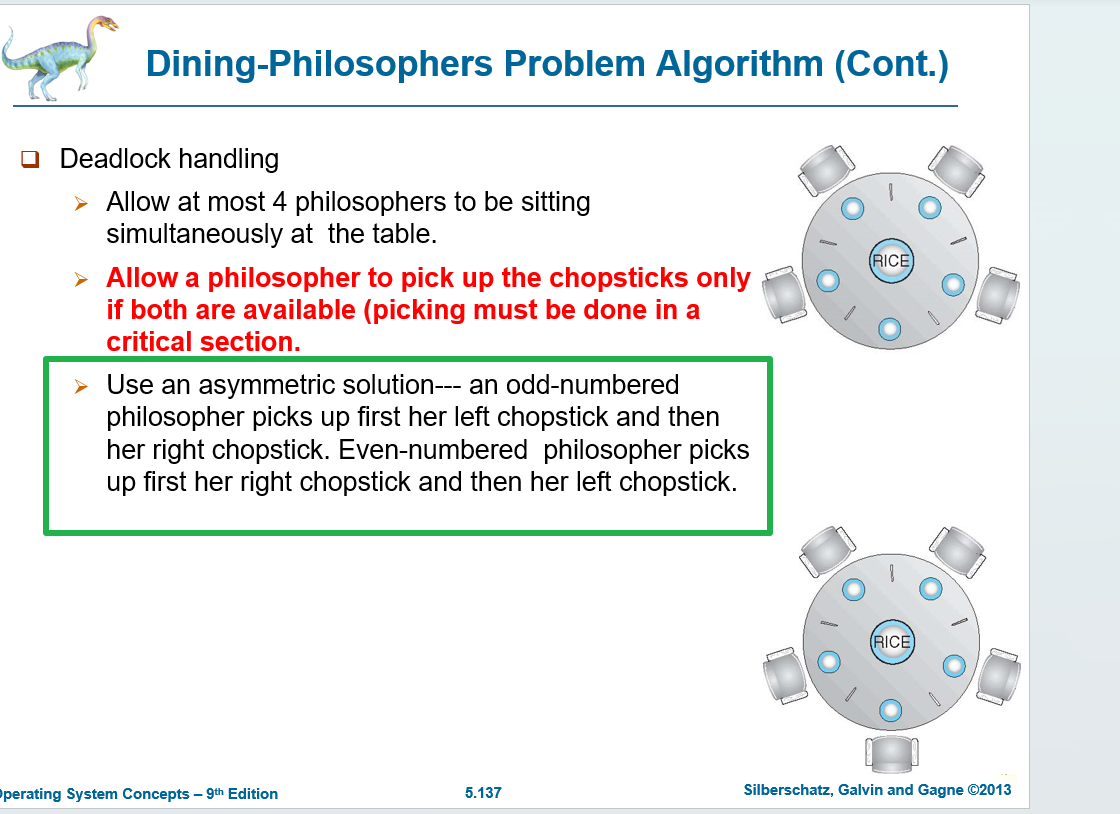 Dining-Philosophers Problem Algorithm (Cont.)
Deadlock handling
Allow at most 4 philosophers to be sitting
simultaneously at the table.
Allow a philosopher to pick up the chopsticks only
if both are available (picking must be done in a
critical section.
Use an asymmetric solution--- an odd-numbered
philosopher picks up first her left chopstick and then
her right chopstick. Even-numbered philosopher picks
up first her right chopstick and then her left chopstick.
RICE
RICE
Operating System Concepts – 9th Edition
5.137
Silberschatz, Galvin and Gagne ©2013